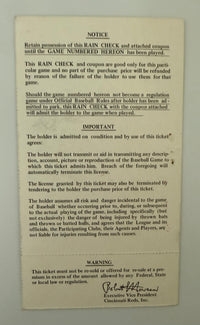 NOTICE
Retain possession of this RAIN CHECK and attached coupon
until the GAME NUMBERED HEREON has been played.
This RAIN CHECK and coupon are good only for this parti-
cular game and no part of the purchase price will be refunded
by reason of the failure of the holder to use them for that
game.
Should the game numbered hereon not become a regulation
game under Official Baseball Rules after holder has been ad-
mitted to park, this RAIN CHECK with the coupon attached
will admit the holder to the game when played.
IMPORTANT
The holder is admitted on condition and by use of this ticket
agrees:
The holder will not transmit or aid in transmitting any descrip-
tion, account, picture or reproduction of the Baseball Game to
which this ticket admits him. Breach of the foregoing will
automatically terminate this license.
The license granted by this ticket may also be terminated by
tendering to the holder the purchase price of this ticket.
The holder assumes all risk and danger incidental to the game
of Baseball whether occurring prior to, during, or subsequent
to the actual playing of the game, including specifically (but
not exclusively) the danger of being injured by thrown bats
and thrown or batted balls, and agrees that the League and its
officials, the Participating Clubs, their Agents and Players, are
not liable for injuries resulting from such causes.
WARNING
This ticket must not be re-sold or offered for re-sale at a pre-
mium in excess of the amount allowed by any Federal, State
or local law or regulation.
Executive Vice President
Cincinnati Reds, Inc.